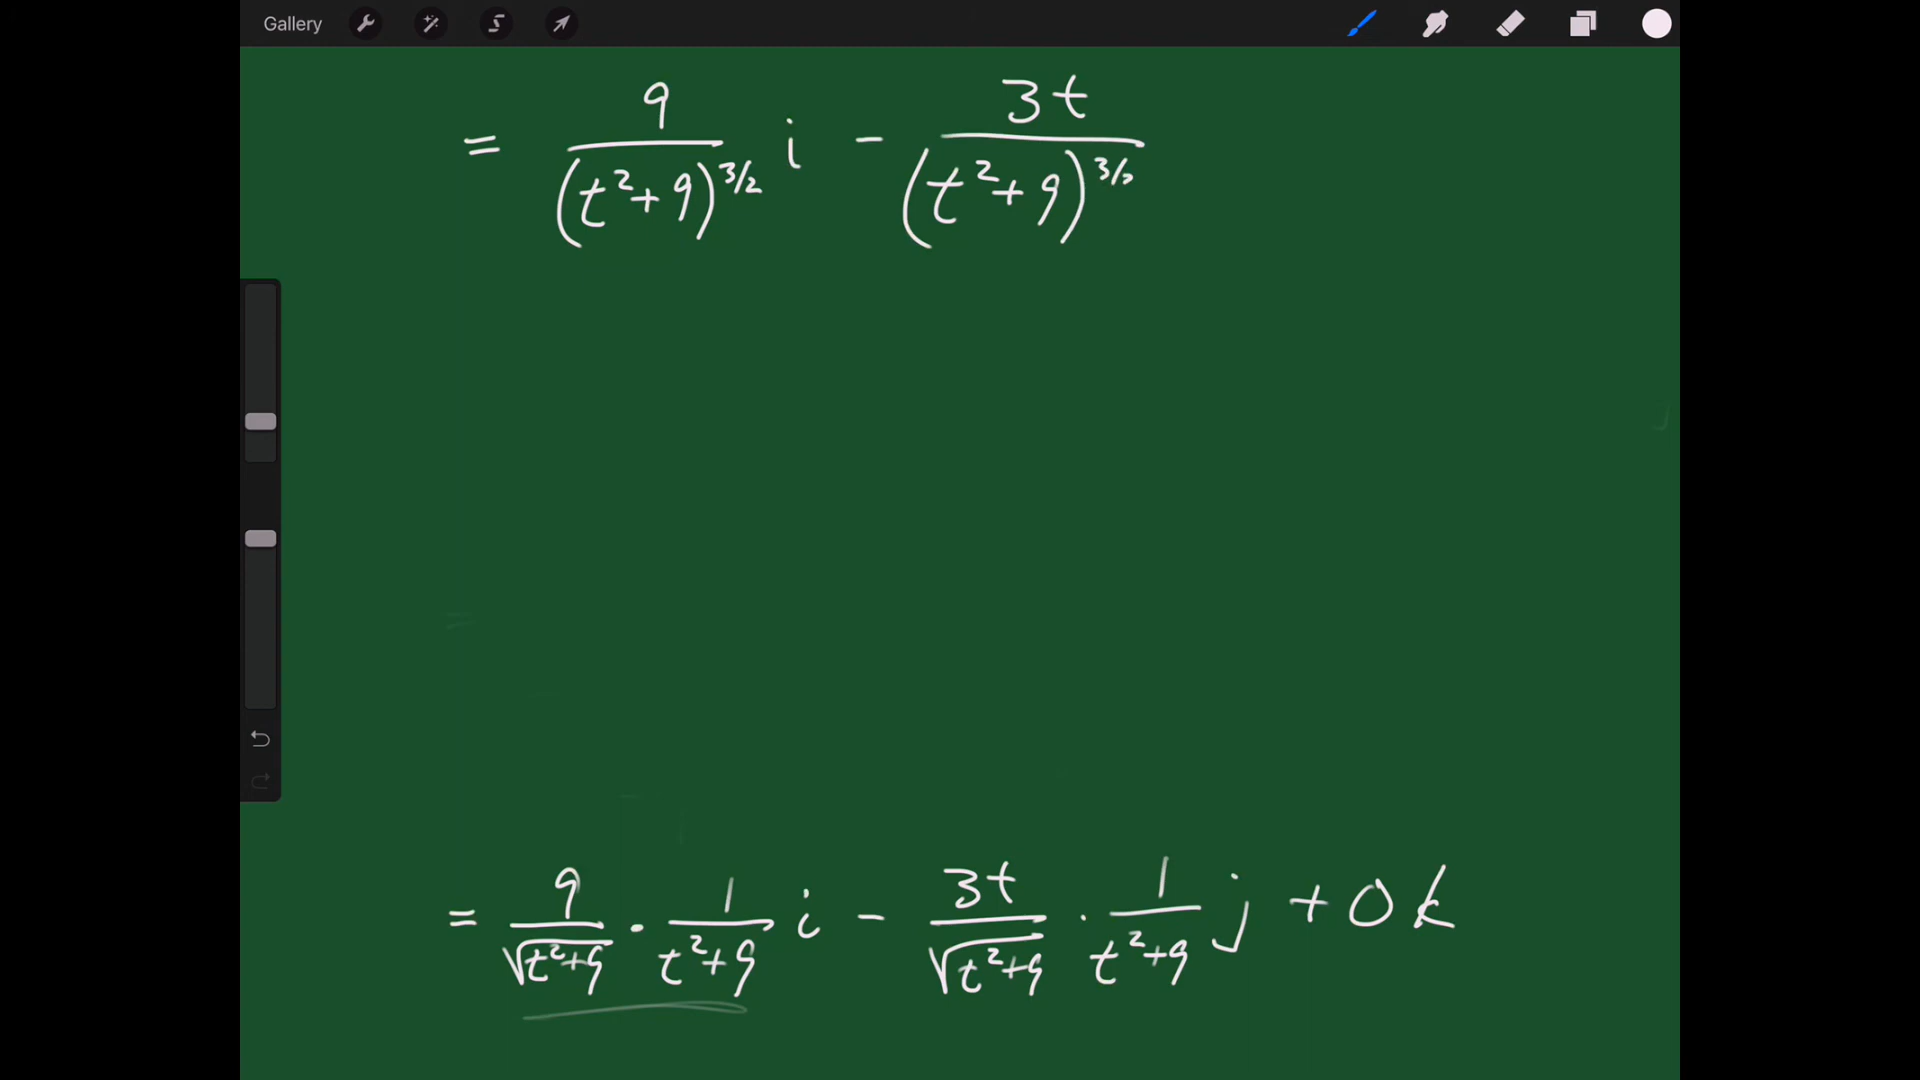 Gallery
= 9/(t²+9)^3/2 i - 3t/(t²+9)^3/2
= 9/√(t²+9) · 1/(t²+9) i - 3t/√(t²+9) · 1/(t²+9) j + 0k